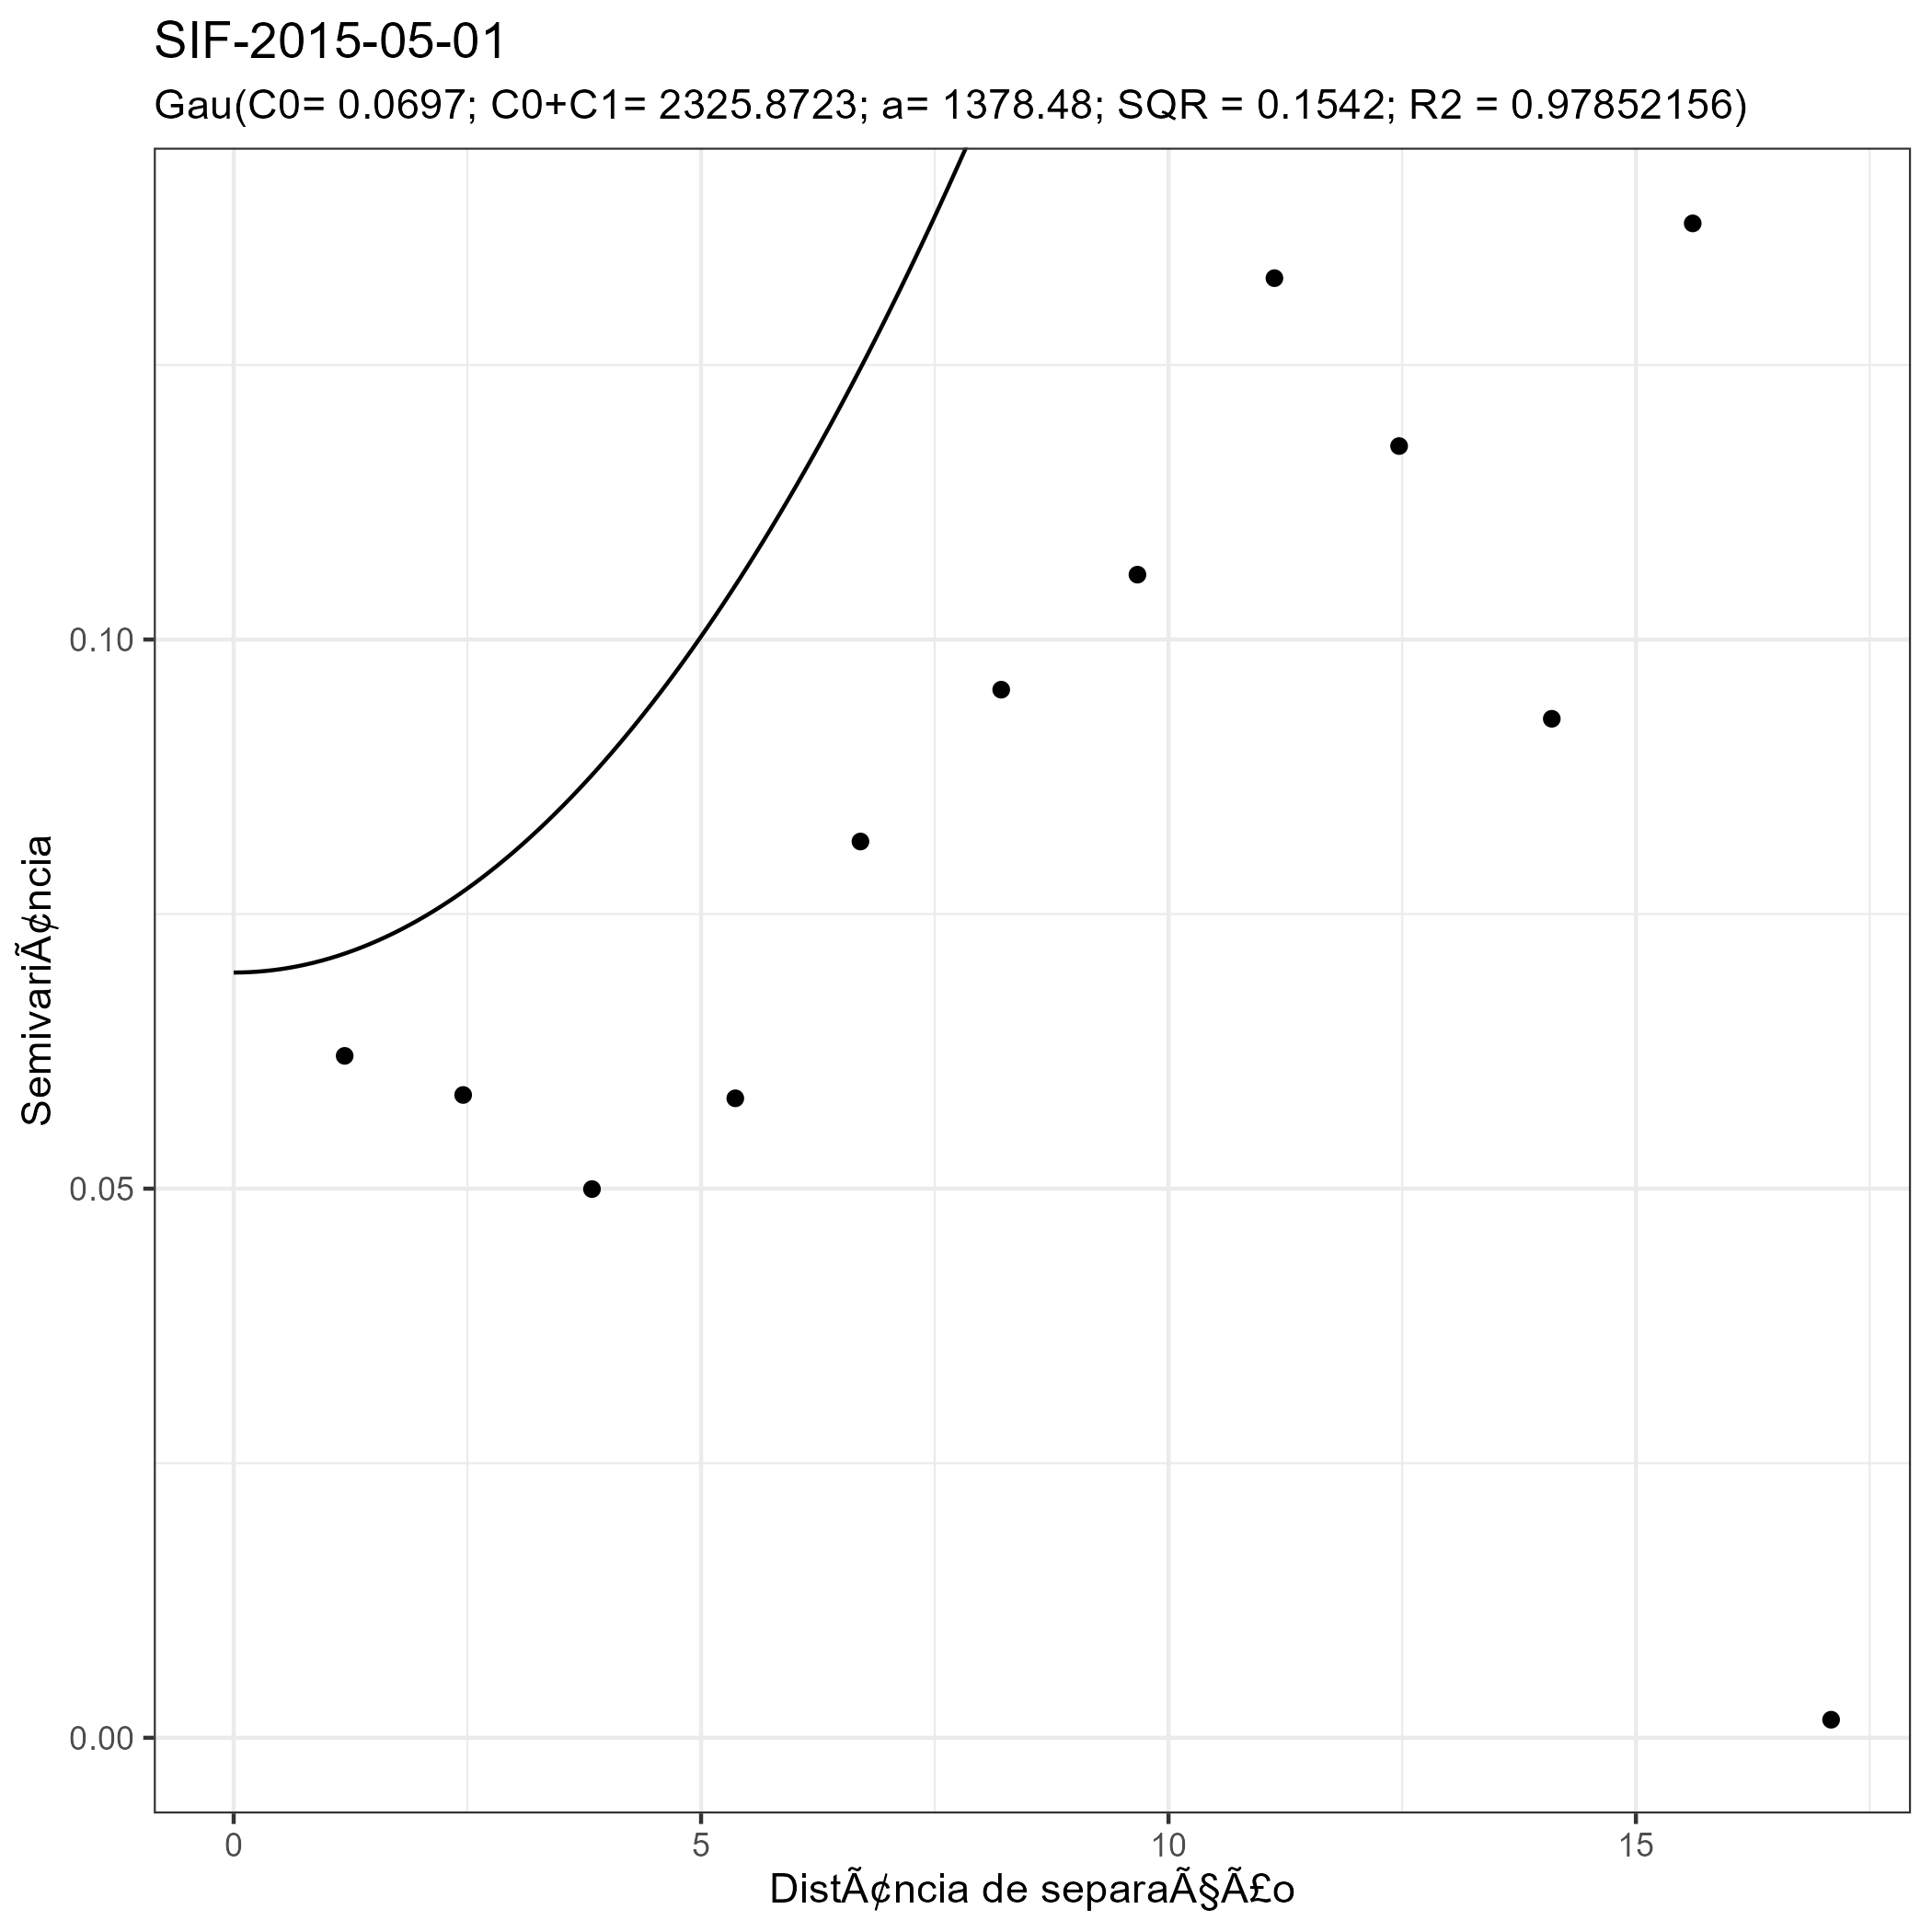 SIF-2015-05-01
Gau(C0= 0.0697; C0+C1= 2325.8723; a= 1378.48; SQR = 0.1542; R2 = 0.97852156)
SemivariÃ¢ncia
0.10
0.05
0.00
0 5 10 15
DistÃ¢ncia de separaÃ§Ã£o